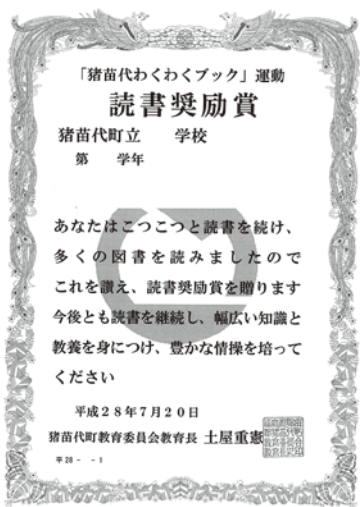 「猪苗代わくわくブック」運動
読書奨励賞
猪苗代町立　　学校
第　　学年
あなたはこつこつと読書を続け、
多くの図書を読みましたので
これを讃え、読書奨励賞を贈ります
今後とも読書を継続し、幅広い知識と
教養を身につけ、豊かな情操を培って
ください
平成２８年７月２０日
猪苗代町教育委員会教育長　土屋重憲
平28－　－１